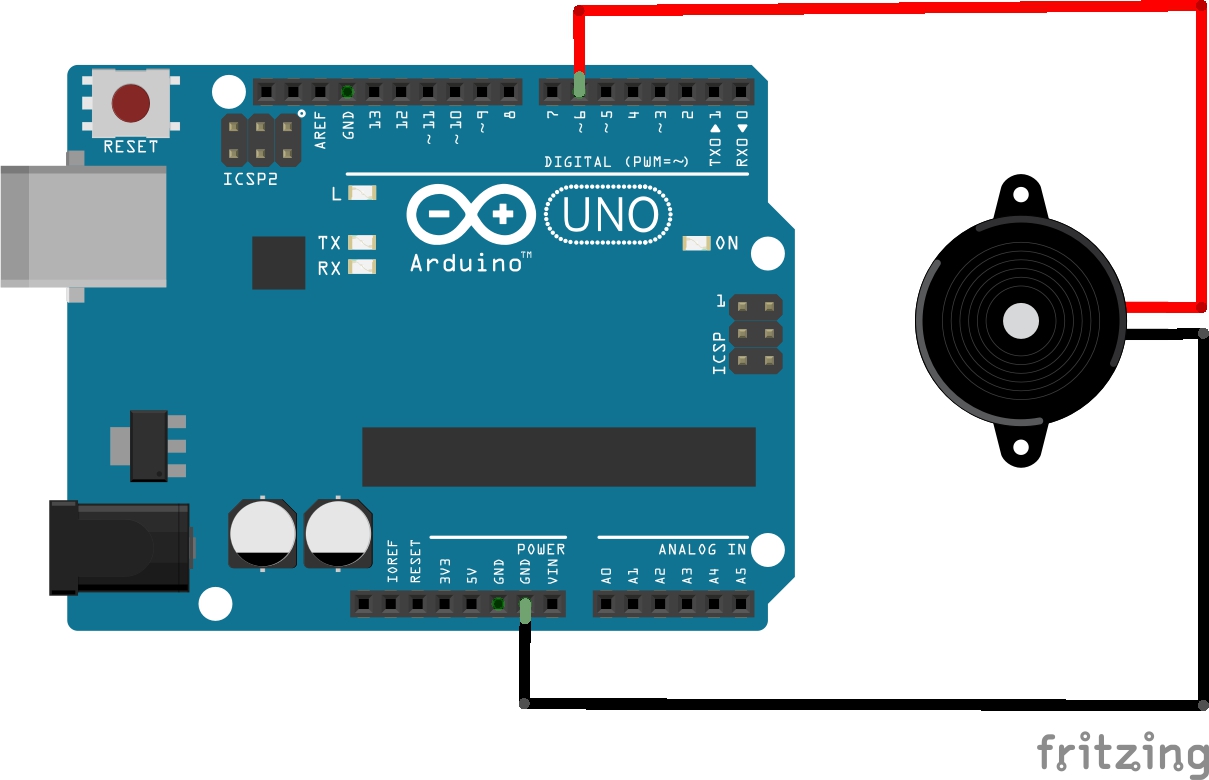 RESET
ICSP2
AREF
GND
13
12
~11
~10
~9
8
7
~6
~5
4
~3
2
TX0▶1
RX0◀0
DIGITAL (PWM=~)
L
TX
RX
UNO
Arduino™
ON
1
ICSP
IOREF
RESET
3V3
5V
GND
GND
VIN
POWER
A0
A1
A2
A3
A4
A5
ANALOG IN
fritzing